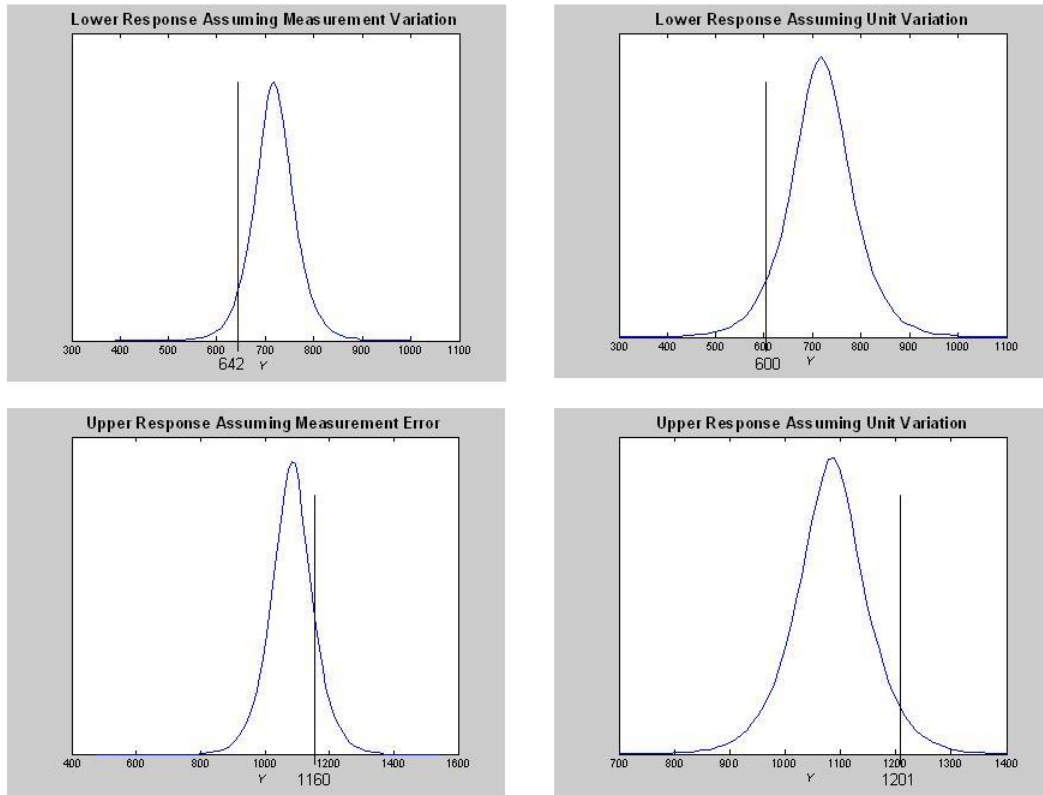 Lower Response Assuming Measurement Variation
300 400 500 600 700 800 900 1000 1100
642 Y
Lower Response Assuming Unit Variation
300 400 500 600 700 800 900 1000 1100
600 Y
Upper Response Assuming Measurement Error
400 600 800 1000 1200 1400 1600
Y 1160
Upper Response Assuming Unit Variation
700 800 900 1000 1100 1200 1300 1400
Y 1201